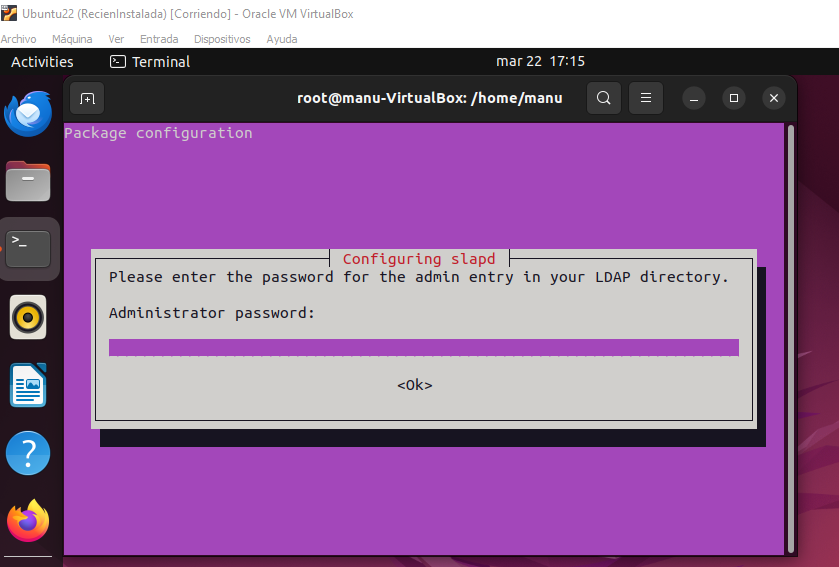 Ubuntu22 (RecienInstalada) [Corriendo] - Oracle VM VirtualBox
Archivo Máquina Ver Entrada Dispositivos Ayuda
Activities Terminal mar 22 17:15
root@manu-VirtualBox: /home/manu
Package configuration
Configuring slapd
Please enter the password for the admin entry in your LDAP directory.
Administrator password:
<Ok>